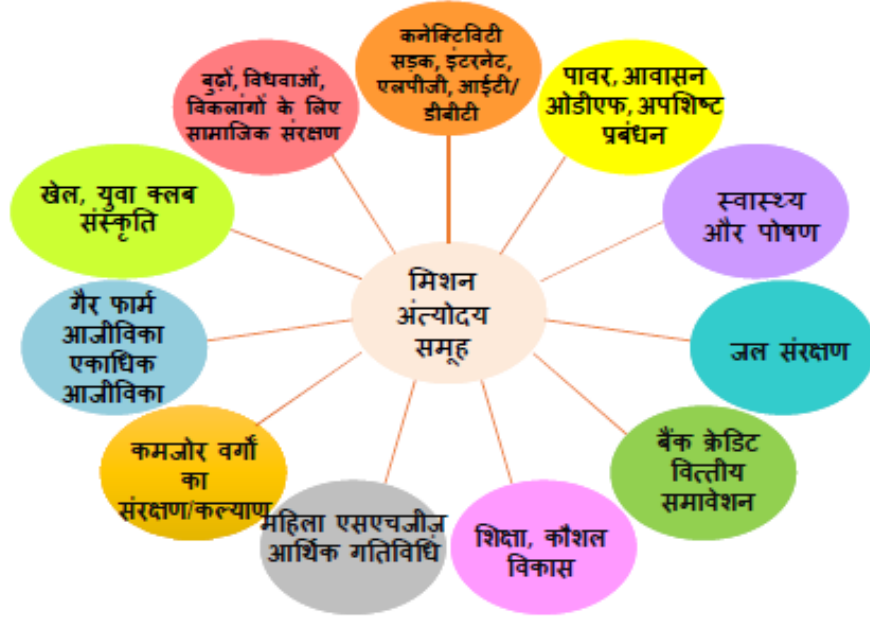 कनेक्टिविटी
सड़क, इंटरनेट,
एलपीजी, आईटी/
डीबीटी
पावर, आवासन
ओडीएफ, अपशिष्ट
प्रबंधन
स्वास्थ्य
और पोषण
जल संरक्षण
बैंक क्रेडिट
वित्तीय
समावेशन
शिक्षा, कौशल
विकास
महिला एसएचजीज़
आर्थिक गतिविधि
कमजोर वर्गों
का
संरक्षण/कल्याण
गैर फार्म
आजीविका
एकाधिक
आजीविका
खेल, युवा क्लब
संस्कृति
बुढ़ों, विधवाओं,
विकलांगों के लिए
सामाजिक संरक्षण
मिशन
अंत्योदय
समूह